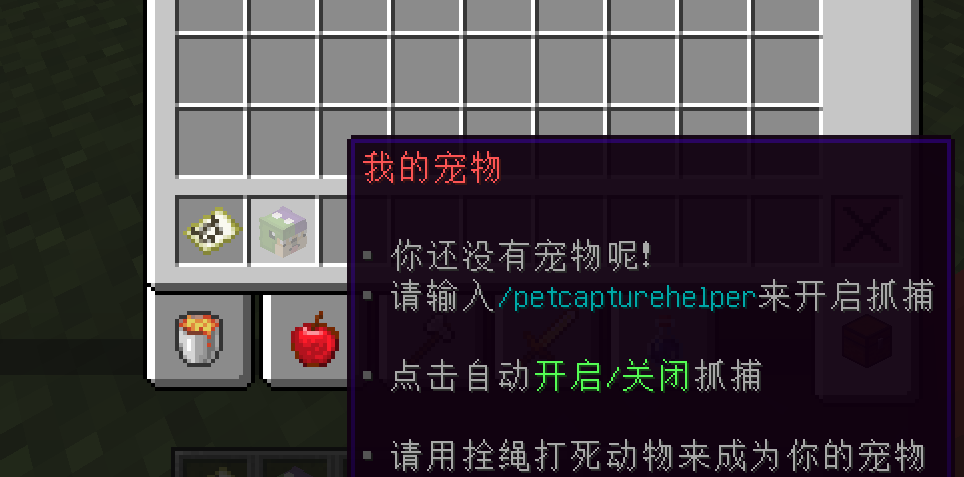 我的宠物
▪ 你还没有宠物呢!
▪ 请输入/petcapturehelper来开启抓捕
▪ 点击自动开启/关闭抓捕
▪ 请用拴绳打死动物来成为你的宠物